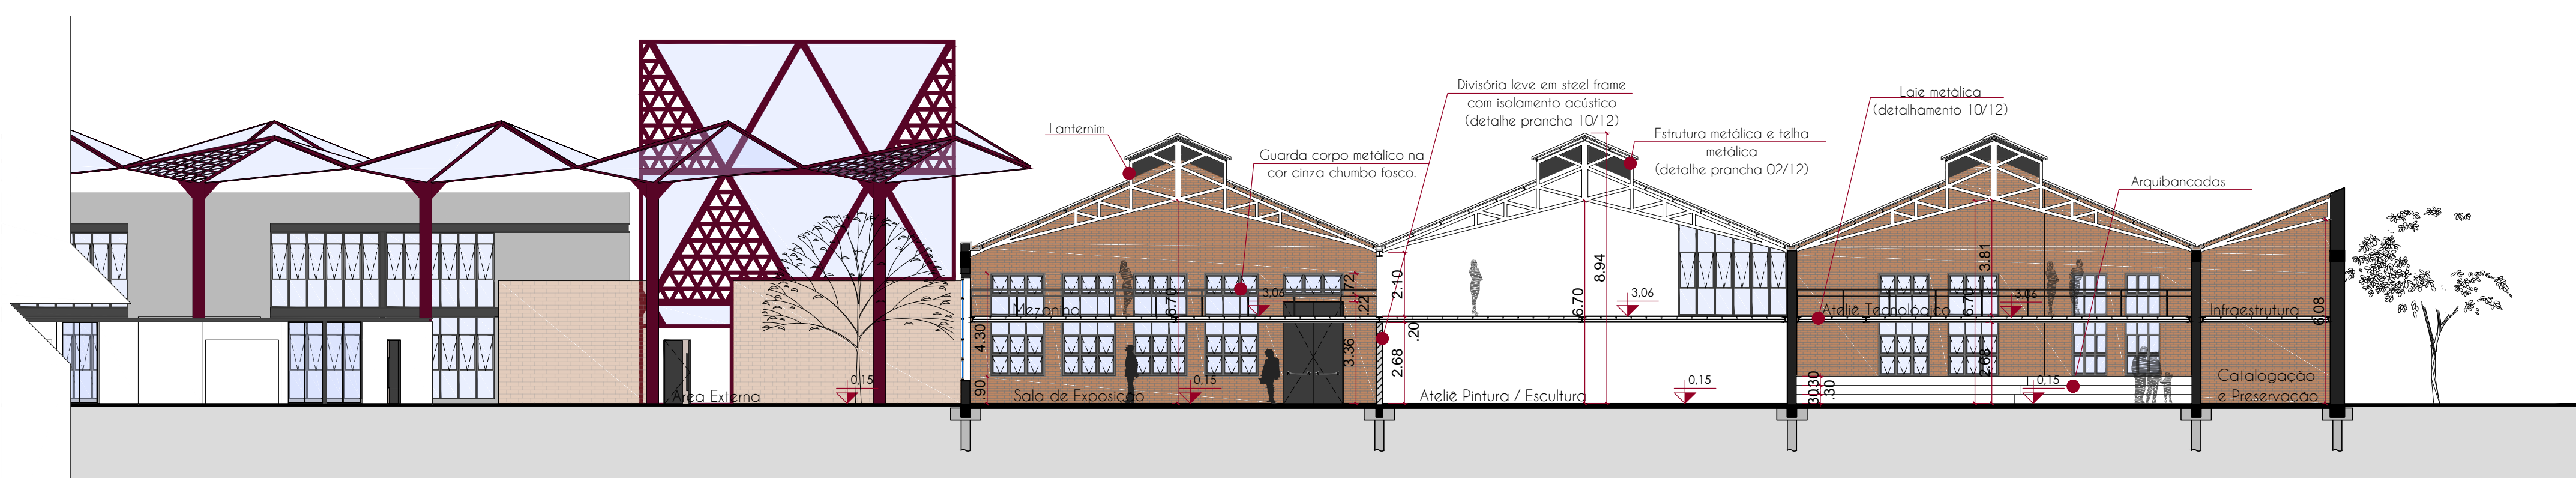 Divisória leve em steel frame
com isolamento acústico
(detalhe prancha 10/12)
Laje metálica
(detalhamento 10/12)
Lanternim
Estrutura metálica e telha
metálica
(detalhe prancha 02/12)
Guarda corpo metálico na
cor cinza chumbo fosco.
Arquibancadas
3,06
3,06
3,06
Mezanino
Ateliê Tecnológico
Infraestrutura
6.70
.72
.22
2.10
6.70
8.94
3.81
6.70
6.08
4.30
3.36
.20
2.68
2.68
.90
.30
.30
.30
0,15
0,15
0,15
0,15
Catalogação
e Preservação
Área Externa
Sala de Exposição
Ateliê Pintura / Escultura